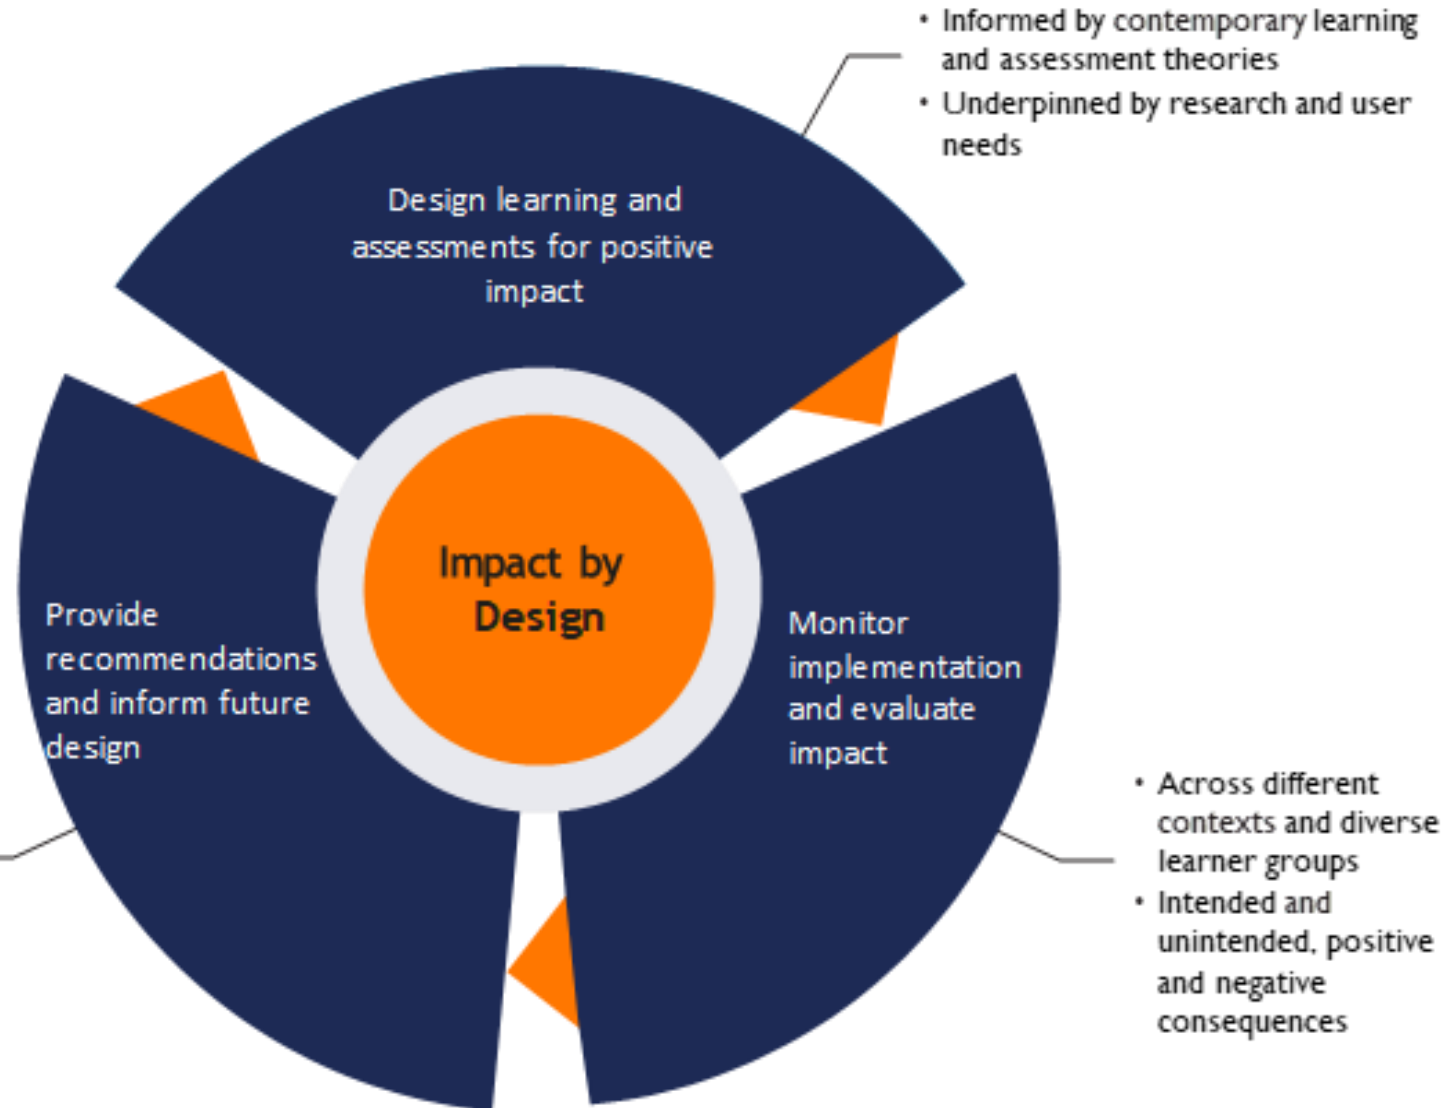 • Informed by contemporary learning
and assessment theories
• Underpinned by research and user
needs
Design learning and
assessments for positive
impact
Impact by
Design
Provide
recommendations
and inform future
design
Monitor
implementation
and evaluate
impact
• Across different
contexts and diverse
learner groups
• Intended and
unintended, positive
and negative
consequences